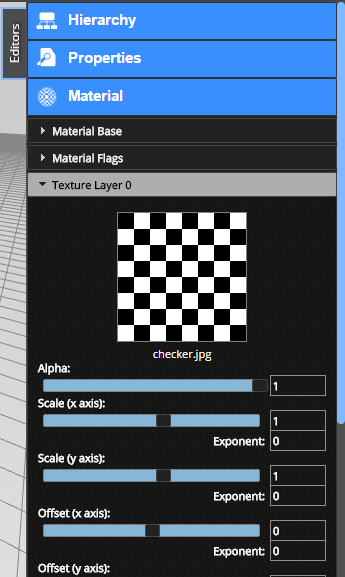 Editors
Hierarchy
Properties
Material
Material Base
Material Flags
Texture Layer 0
checker.jpg
Alpha:
1
Scale (x axis):
1
Exponent: 0
Scale (y axis):
1
Exponent: 0
Offset (x axis):
0
Exponent: 0
Offset (y axis):